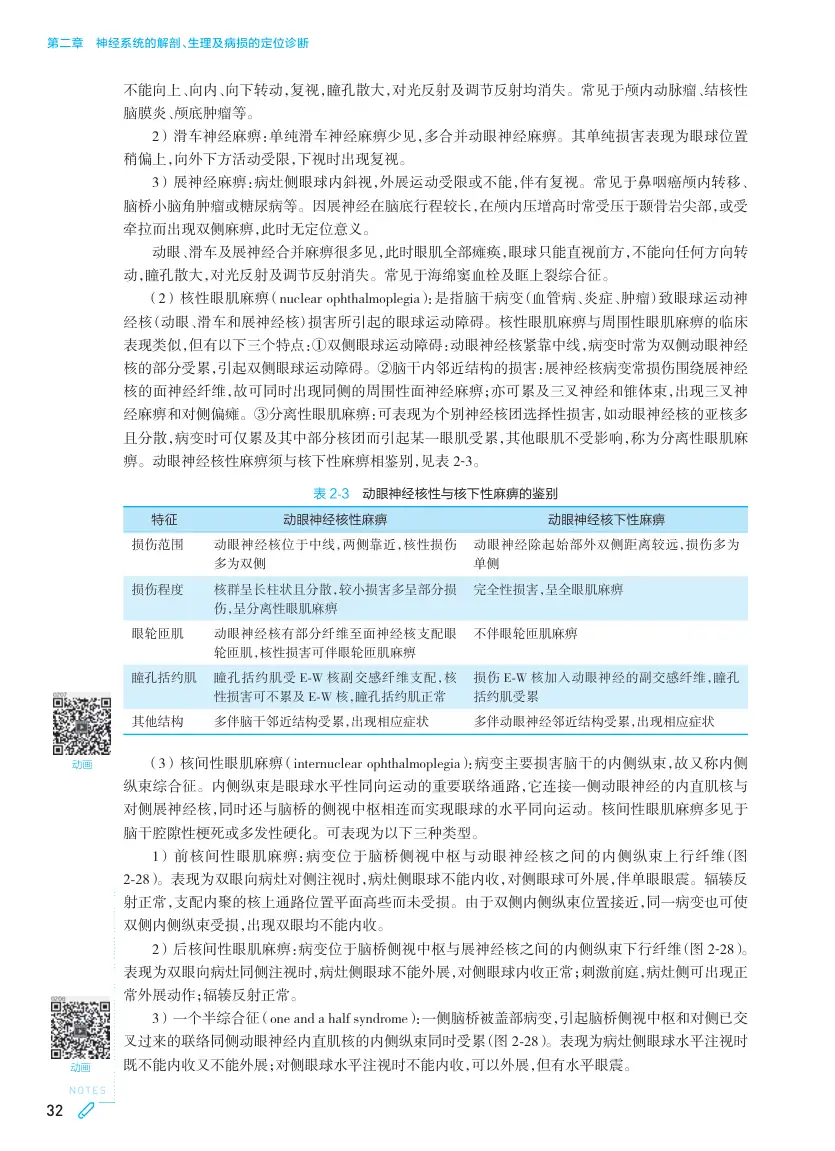 第二章 神经系统的解剖、生理及病损的定位诊断
不能向上、向内、向下转动,复视,瞳孔散大,对光反射及调节反射均消失。常见于颅内动脉瘤、结核性
脑膜炎、颅底肿瘤等。
2）滑车神经麻痹:单纯滑车神经麻痹少见,多合并动眼神经麻痹。其单纯损害表现为眼球位置
稍偏上,向外下方活动受限,下视时出现复视。
3）展神经麻痹:病灶侧眼球内斜视,外展运动受限或不能,伴有复视。常见于鼻咽癌颅内转移、
脑桥小脑角肿瘤或糖尿病等。因展神经在脑底行程较长,在颅内压增高时常受压于颞骨岩尖部,或受
牵拉而出现双侧麻痹,此时无定位意义。
动眼、滑车及展神经合并麻痹很多见,此时眼肌全部瘫痪,眼球只能直视前方,不能向任何方向转
动,瞳孔散大,对光反射及调节反射消失。常见于海绵窦血栓及眶上裂综合征。
（2）核性眼肌麻痹（nuclear ophthalmoplegia）:是指脑干病变(血管病、炎症、肿瘤)致眼球运动神
经核(动眼、滑车和展神经核)损害所引起的眼球运动障碍。核性眼肌麻痹与周围性眼肌麻痹的临床
表现类似,但有以下三个特点:①双侧眼球运动障碍:动眼神经核紧靠中线,病变时常为双侧动眼神经
核的部分受累,引起双侧眼球运动障碍。②脑干内邻近结构的损害:展神经核病变常损伤围绕展神经
核的面神经纤维,故可同时出现同侧的周围性面神经麻痹;亦可累及三叉神经和锥体束,出现三叉神
经麻痹和对侧偏瘫。③分离性眼肌麻痹:可表现为个别神经核团选择性损害,如动眼神经核的亚核多
且分散,病变时可仅累及其中部分核团而引起某一眼肌受累,其他眼肌不受影响,称为分离性眼肌麻
痹。动眼神经核性麻痹须与核下性麻痹相鉴别,见表 2-3。
表 2-3 动眼神经核性与核下性麻痹的鉴别
特征 动眼神经核性麻痹 动眼神经核下性麻痹
损伤范围 动眼神经核位于中线,两侧靠近,核性损伤 动眼神经除起始部外双侧距离较远,损伤多为
多为双侧 单侧
损伤程度 核群呈长柱状且分散,较小损害多呈部分损 完全性损害,呈全眼肌麻痹
伤,呈分离性眼肌麻痹
眼轮匝肌 动眼神经核有部分纤维至面神经核支配眼 不伴眼轮匝肌麻痹
轮匝肌,核性损害可伴眼轮匝肌麻痹
瞳孔括约肌 瞳孔括约肌受 E-W 核副交感纤维支配,核 损伤 E-W 核加入动眼神经的副交感纤维,瞳孔
性损害可不累及 E-W 核,瞳孔括约肌正常 括约肌受累
其他结构 多伴脑干邻近结构受累,出现相应症状 多伴动眼神经邻近结构受累,出现相应症状
0207
动画
（3）核间性眼肌麻痹（internuclear ophthalmoplegia）:病变主要损害脑干的内侧纵束,故又称内侧
纵束综合征。内侧纵束是眼球水平性同向运动的重要联络通路,它连接一侧动眼神经的内直肌核与
对侧展神经核,同时还与脑桥的侧视中枢相连而实现眼球的水平同向运动。核间性眼肌麻痹多见于
脑干腔隙性梗死或多发性硬化。可表现为以下三种类型。
1）前核间性眼肌麻痹:病变位于脑桥侧视中枢与动眼神经核之间的内侧纵束上行纤维(图
2-28)。表现为双眼向病灶对侧注视时,病灶侧眼球不能内收,对侧眼球可外展,伴单眼眼震。辐辏反
射正常,支配内聚的核上通路位置平面高些而未受损。由于双侧内侧纵束位置接近,同一病变也可使
双侧内侧纵束受损,出现双眼均不能内收。
2）后核间性眼肌麻痹:病变位于脑桥侧视中枢与展神经核之间的内侧纵束下行纤维(图 2-28)。
表现为双眼向病灶同侧注视时,病灶侧眼球不能外展,对侧眼球内收正常;刺激前庭,病灶侧可出现正
常外展动作;辐辏反射正常。
3）一个半综合征（one and a half syndrome）:一侧脑桥被盖部病变,引起脑桥侧视中枢和对侧已交
叉过来的联络同侧动眼神经内直肌核的内侧纵束同时受累(图 2-28)。表现为病灶侧眼球水平注视时
既不能内收又不能外展;对侧眼球水平注视时不能内收,可以外展,但有水平眼震。
0208
动画
NOTES
32